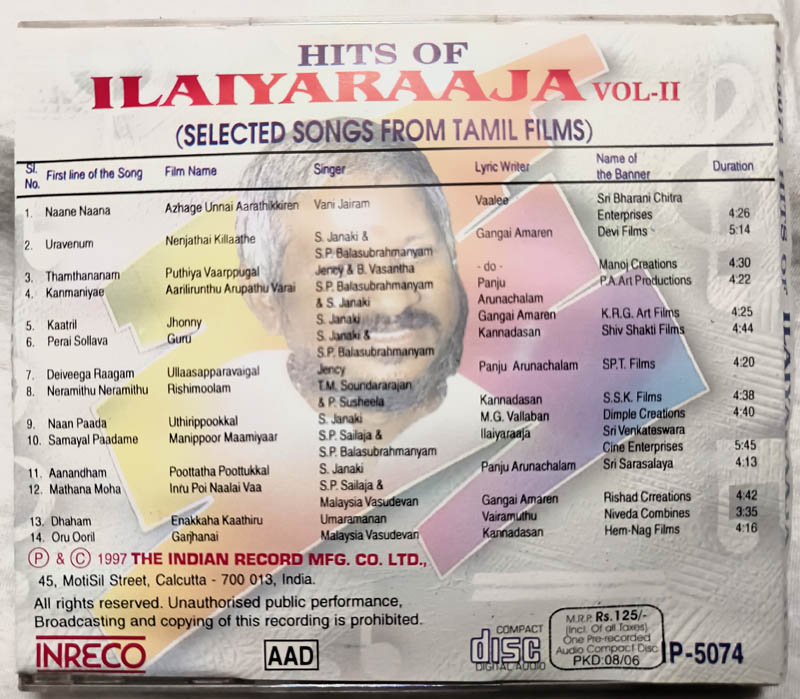 HITS OF
ILAIYARAAJA VOL-II
(SELECTED SONGS FROM TAMIL FILMS)
Sl. No. First line of the Song Film Name Singer Lyric Writer Name of the Banner Duration
1. Naane Naana Azhage Unnai Aarathikkiren Vani Jairam Vaalee Sri Bharani Chitra
Enterprises 4:26
2. Uravenum Nenjathai Killaathe S. Janaki & Gangai Amaren Devi Films 5:14
S.P. Balasubrahmanyam
3. Thamthananam Puthiya Vaarppugal Jency & B. Vasantha - do - Manoj Creations 4:30
4. Kanmaniyae Aarilirunthu Arupathu Varai S.P. Balasubrahmanyam Panju P.A.Art Productions 4:22
& S. Janaki Arunachalam
5. Kaatril Jhonny S. Janaki Gangai Amaren K.R.G. Art Films 4:25
6. Perai Sollava Guru S. Janaki & Kannadasan Shiv Shakti Films 4:44
S.P. Balasubrahmanyam
7. Deiveega Raagam Ullaasapparavaigal Jency Panju Arunachalam SP.T. Films 4:20
8. Neramithu Neramithu Rishimoolam T.M. Soundararajan
& P. Susheela Kannadasan S.S.K. Films 4:38
9. Naan Paada Uthirippookkal S. Janaki M.G. Vallaban Dimple Creations 4:40
10. Samayal Paadame Manippoor Maamiyaar S.P. Sailaja & Ilaiyaraaja Sri Venkateswara
S.P. Balasubrahmanyam Cine Enterprises 5:45
11. Aanandham Poottatha Poottukkal S. Janaki Panju Arunachalam Sri Sarasalaya 4:13
12. Mathana Moha Inru Poi Naalai Vaa S.P. Sailaja &
Malaysia Vasudevan Gangai Amaren Rishad Crreations 4:42
13. Dhaham Enakkaha Kaathiru Umaramanan Vairamuthu Niveda Combines 3:35
14. Oru Ooril Garjhanai Malaysia Vasudevan Kannadasan Hem-Nag Films 4:16
Ⓟ & © 1997 THE INDIAN RECORD MFG. CO. LTD.,
45, MotiSil Street, Calcutta - 700 013, India.
All rights reserved. Unauthorised public performance,
Broadcasting and copying of this recording is prohibited.
INRECO
AAD
COMPACT
disc
DIGITAL AUDIO
M.R.P. Rs.125/-
(Incl. Of all Taxes)
One Pre-recorded
Audio Compact Disc
PKD:08/06
IP-5074
HITS OF ILAIYARAAJA